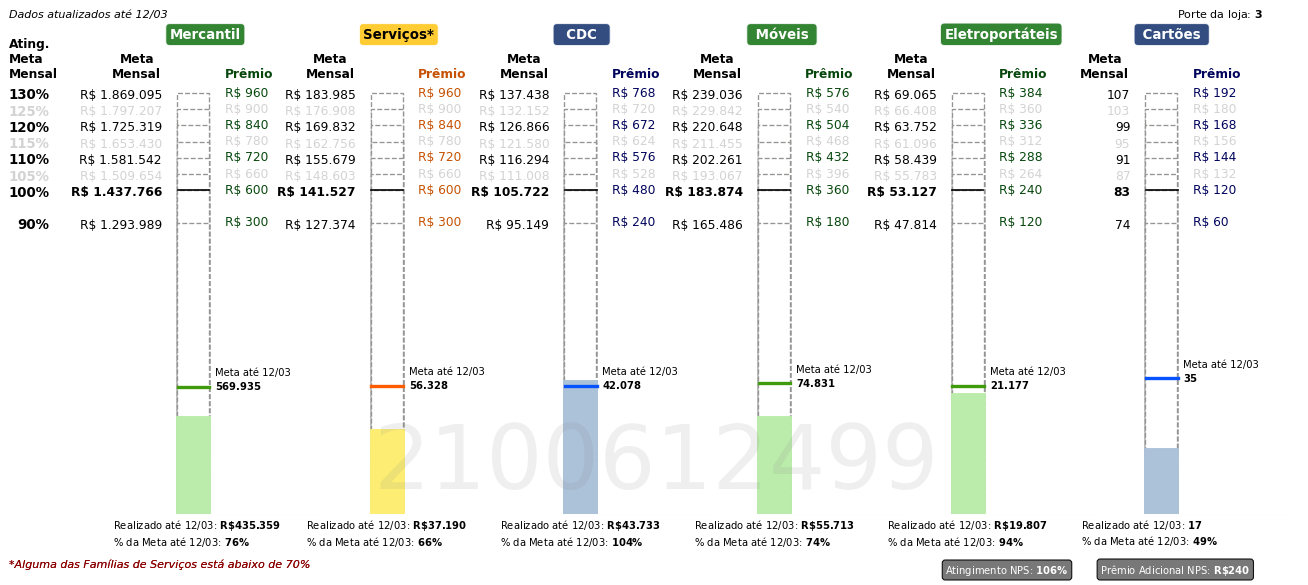 Dados atualizados até 12/03 Porte da loja: 3
Mercantil Serviços* CDC Móveis Eletroportáteis Cartões
Ating. Meta Mensal Meta Mensal Prêmio Meta Mensal Prêmio Meta Mensal Prêmio Meta Mensal Prêmio Meta Mensal Prêmio Meta Mensal Prêmio
130% R$ 1.869.095 R$ 960 R$ 183.985 R$ 960 R$ 137.438 R$ 768 R$ 239.036 R$ 576 R$ 69.065 R$ 384 107 R$ 192
125% R$ 1.797.207 R$ 900 R$ 176.908 R$ 900 R$ 132.152 R$ 720 R$ 229.842 R$ 540 R$ 66.408 R$ 360 103 R$ 180
120% R$ 1.725.319 R$ 840 R$ 169.832 R$ 840 R$ 126.866 R$ 672 R$ 220.648 R$ 504 R$ 63.752 R$ 336 99 R$ 168
115% R$ 1.653.430 R$ 780 R$ 162.756 R$ 780 R$ 121.580 R$ 624 R$ 211.455 R$ 468 R$ 61.096 R$ 312 95 R$ 156
110% R$ 1.581.542 R$ 720 R$ 155.679 R$ 720 R$ 116.294 R$ 576 R$ 202.261 R$ 432 R$ 58.439 R$ 288 91 R$ 144
105% R$ 1.509.654 R$ 660 R$ 148.603 R$ 660 R$ 111.008 R$ 528 R$ 193.067 R$ 396 R$ 55.783 R$ 264 87 R$ 132
100% R$ 1.437.766 R$ 600 R$ 141.527 R$ 600 R$ 105.722 R$ 480 R$ 183.874 R$ 360 R$ 53.127 R$ 240 83 R$ 120
90% R$ 1.293.989 R$ 300 R$ 127.374 R$ 300 R$ 95.149 R$ 240 R$ 165.486 R$ 180 R$ 47.814 R$ 120 74 R$ 60
Meta até 12/03 Meta até 12/03 Meta até 12/03 Meta até 12/03 Meta até 12/03 Meta até 12/03
569.935 56.328 42.078 74.831 21.177 35
2100612499
Realizado até 12/03: R$435.359 Realizado até 12/03: R$37.190 Realizado até 12/03: R$43.733 Realizado até 12/03: R$55.713 Realizado até 12/03: R$19.807 Realizado até 12/03: 17
% da Meta até 12/03: 76% % da Meta até 12/03: 66% % da Meta até 12/03: 104% % da Meta até 12/03: 74% % da Meta até 12/03: 94% % da Meta até 12/03: 49%
*Alguma das Famílias de Serviços está abaixo de 70% Atingimento NPS: 106% Prêmio Adicional NPS: R$240